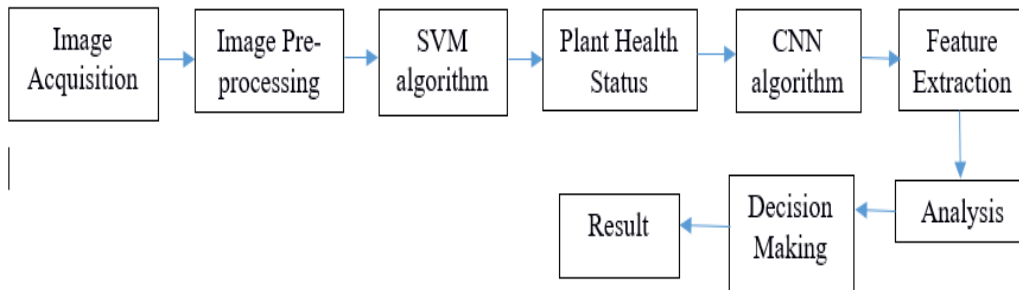 Image
Acquisition
Image Pre-
processing
SVM
algorithm
Plant Health
Status
CNN
algorithm
Feature
Extraction
Analysis
Decision
Making
Result